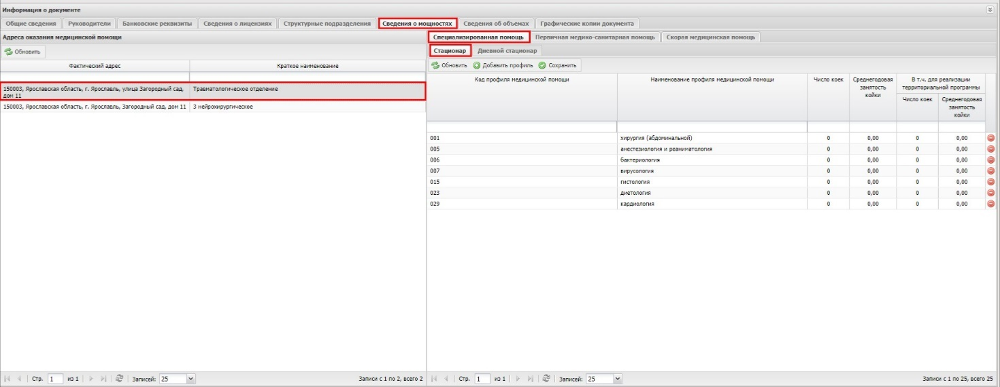 Информация о документе
Общие сведения Руководители Банковские реквизиты Сведения о лицензиях Структурные подразделения Сведения о мощностях Сведения об объемах Графические копии документа
Адреса оказания медицинской помощи
Обновить
Фактический адрес Краткое наименование
150003, Ярославская область, г. Ярославль, улица Загородный сад, Травматологическое отделение
дом 11
150003, Ярославская область, г. Ярославль, Загородный сад, дом 11 3 нейрохирургическое
Стр. 1 из 1 Записей: 25 Записи с 1 по 2, всего 2
Специализированная помощь Первичная медико-санитарная помощь Скорая медицинская помощь
Стационар Дневной стационар
Обновить Добавить профиль Сохранить
Код профиля медицинской помощи Наименование профиля медицинской помощи Число коек Среднегодовая занятость койки В т.ч. для реализации территориальной программы
Число коек Среднегодовая занятость койки
001 хирургия (абдоминальной) 0 0,00 0 0,00
005 анестезиология и реаниматология 0 0,00 0 0,00
006 бактериология 0 0,00 0 0,00
007 вирусология 0 0,00 0 0,00
015 гистология 0 0,00 0 0,00
023 диетология 0 0,00 0 0,00
029 кардиология 0 0,00 0 0,00
Стр. 1 из 1 Записей: 25 Записи с 1 по 25, всего 25